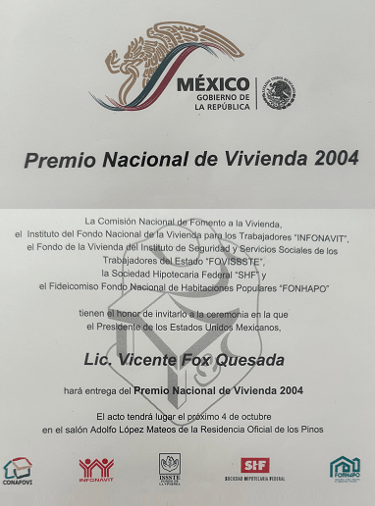 MÉXICO
GOBIERNO DE
LA REPÚBLICA
Premio Nacional de Vivienda 2004
La Comisión Nacional de Fomento a la Vivienda,
el Instituto del Fondo Nacional de la Vivienda para los Trabajadores "INFONAVIT",
el Fondo de la Vivienda del Instituto de Seguridad y Servicios Sociales de los
Trabajadores del Estado "FOVISSSTE",
la Sociedad Hipotecaria Federal "SHF" y
el Fideicomiso Fondo Nacional de Habitaciones Populares "FONHAPO"
tienen el honor de invitarlo a la ceremonia en la que
el Presidente de los Estados Unidos Mexicanos,
Lic. Vicente Fox Quesada
hará entrega del Premio Nacional de Vivienda 2004
El acto tendrá lugar el próximo 4 de octubre
en el salón Adolfo López Mateos de la Residencia Oficial de los Pinos
CONAFOVI
INFONAVIT
ISSSTE
SHF
SOCIEDAD HIPOTECARIA FEDERAL
FONHAPO